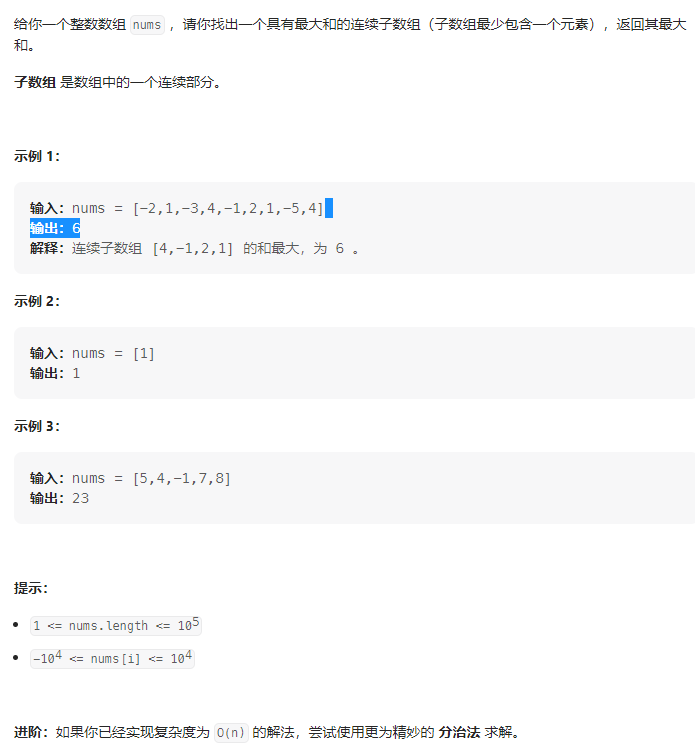 给你一个整数数组 nums ，请你找出一个具有最大和的连续子数组（子数组最少包含一个元素），返回其最大
和。
子数组 是数组中的一个连续部分。
示例 1：
输入：nums = [-2,1,-3,4,-1,2,1,-5,4]
输出：6
解释：连续子数组 [4,-1,2,1] 的和最大，为 6 。
示例 2：
输入：nums = [1]
输出：1
示例 3：
输入：nums = [5,4,-1,7,8]
输出：23
提示：
• 1 <= nums.length <= 10⁵
• -10⁴ <= nums[i] <= 10⁴
进阶：如果你已经实现复杂度为 O(n) 的解法，尝试使用更为精妙的 分治法 求解。